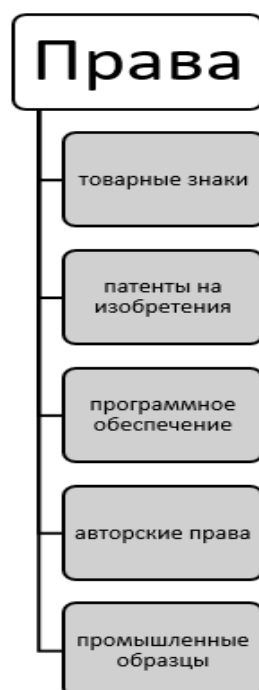 Права
товарные знаки
патенты на
изобретения
программное
обеспечение
авторские права
промышленные
образцы